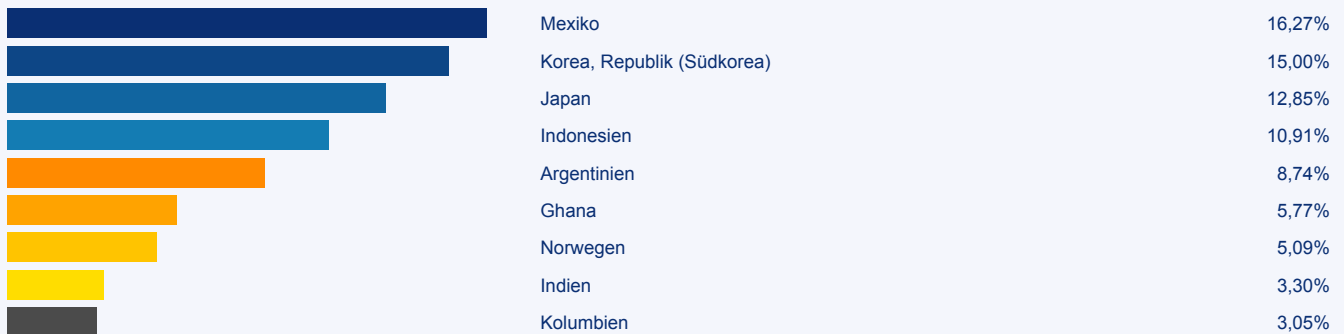 Mexiko 16,27%
Korea, Republik (Südkorea) 15,00%
Japan 12,85%
Indonesien 10,91%
Argentinien 8,74%
Ghana 5,77%
Norwegen 5,09%
Indien 3,30%
Kolumbien 3,05%